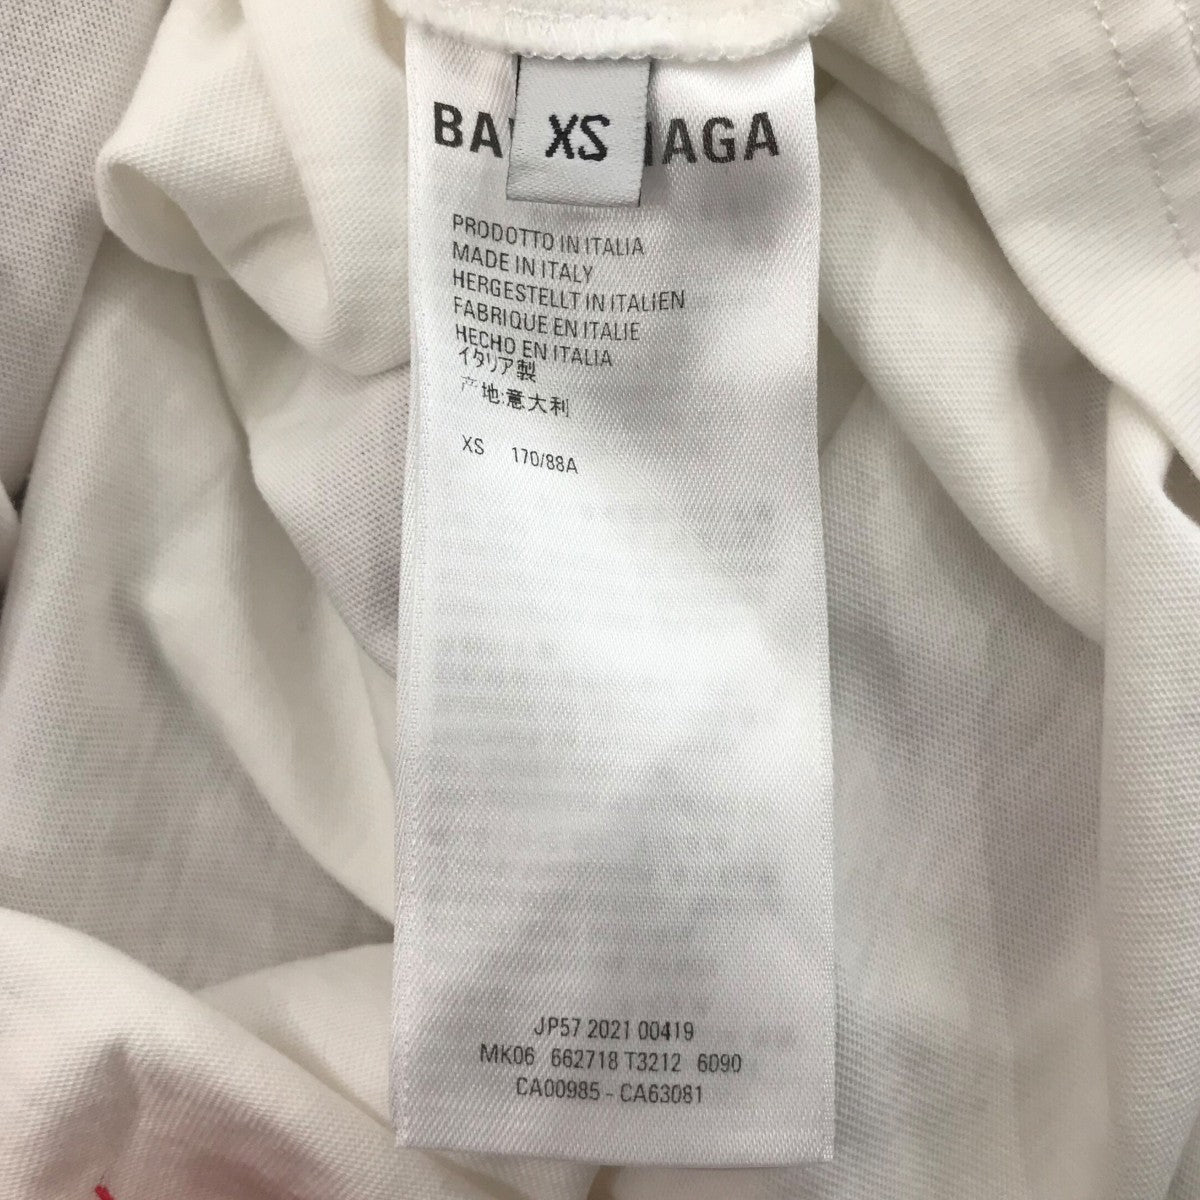 BA
XS
IAGA
PRODOTTO IN ITALIA
MADE IN ITALY
HERGESTELLT IN ITALIEN
FABRIQUE EN ITALIE
HECHO EN ITALIA
イタリア製
产地:意大利
XS 170/88A
JP57 2021 00419
MK06 662718 T3212 6090
CA00985 - CA63081